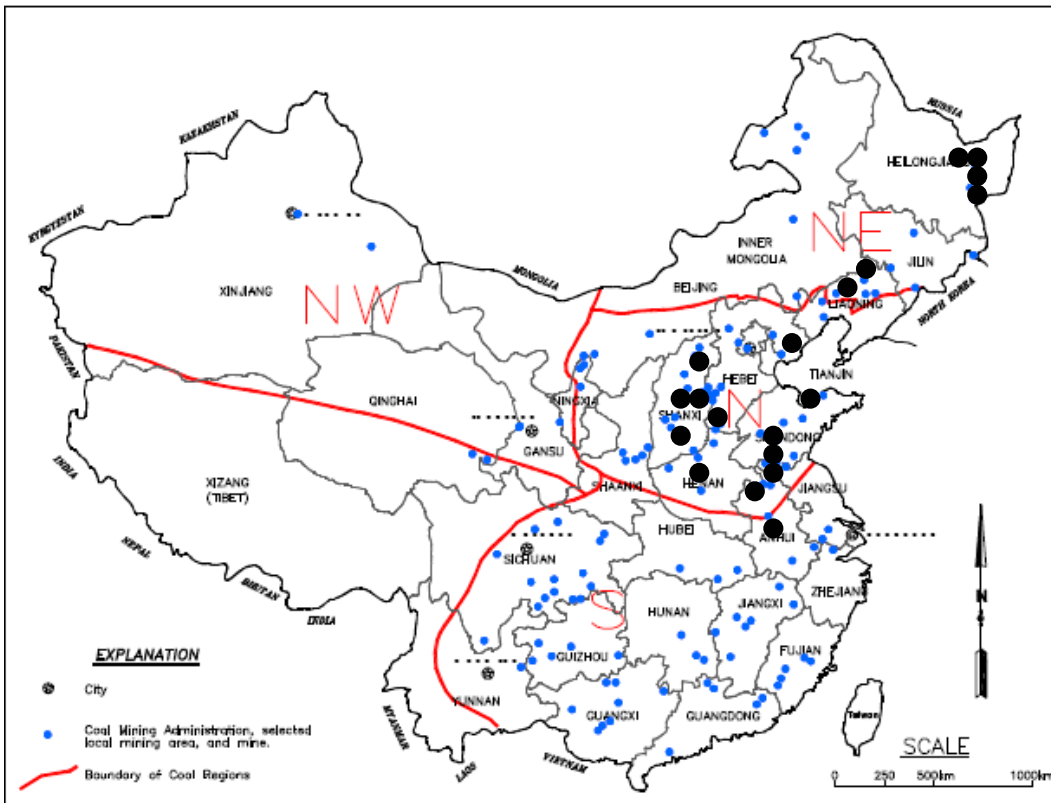 RUSSIA
KAZAKHSTAN
HEILONGJIA
KYRGYZSTAN
NE
INNER
MONGOLIA
JILIN
MONGOLIA
BEIJING
XINJIANG
NW
LIAONING
NORTH KOREA
PAKISTAN
TIANJIN
HEBEI
QINGHAI
NINGXIA
SHANXI
N
GANSU
INDIA
XIZANG
(TIBET)
SHAANXI
HENAN
JIANGSU
HUBEI
ANHUI
NEPAL
SICHUAN
BHUTAN
INDIA
S
HUNAN
JIANGXI
ZHEJIANG
N
EXPLANATION
GUIZHOU
FUJIAN
City
YUNNAN
GUANGXI
GUANGDONG
Taiwan
MYANMAR
Coal Mining Administration, selected
local mining area, and mine.
LAOS
VIETNAM
SCALE
Boundary of Coal Regions
0 250 500km 1000km